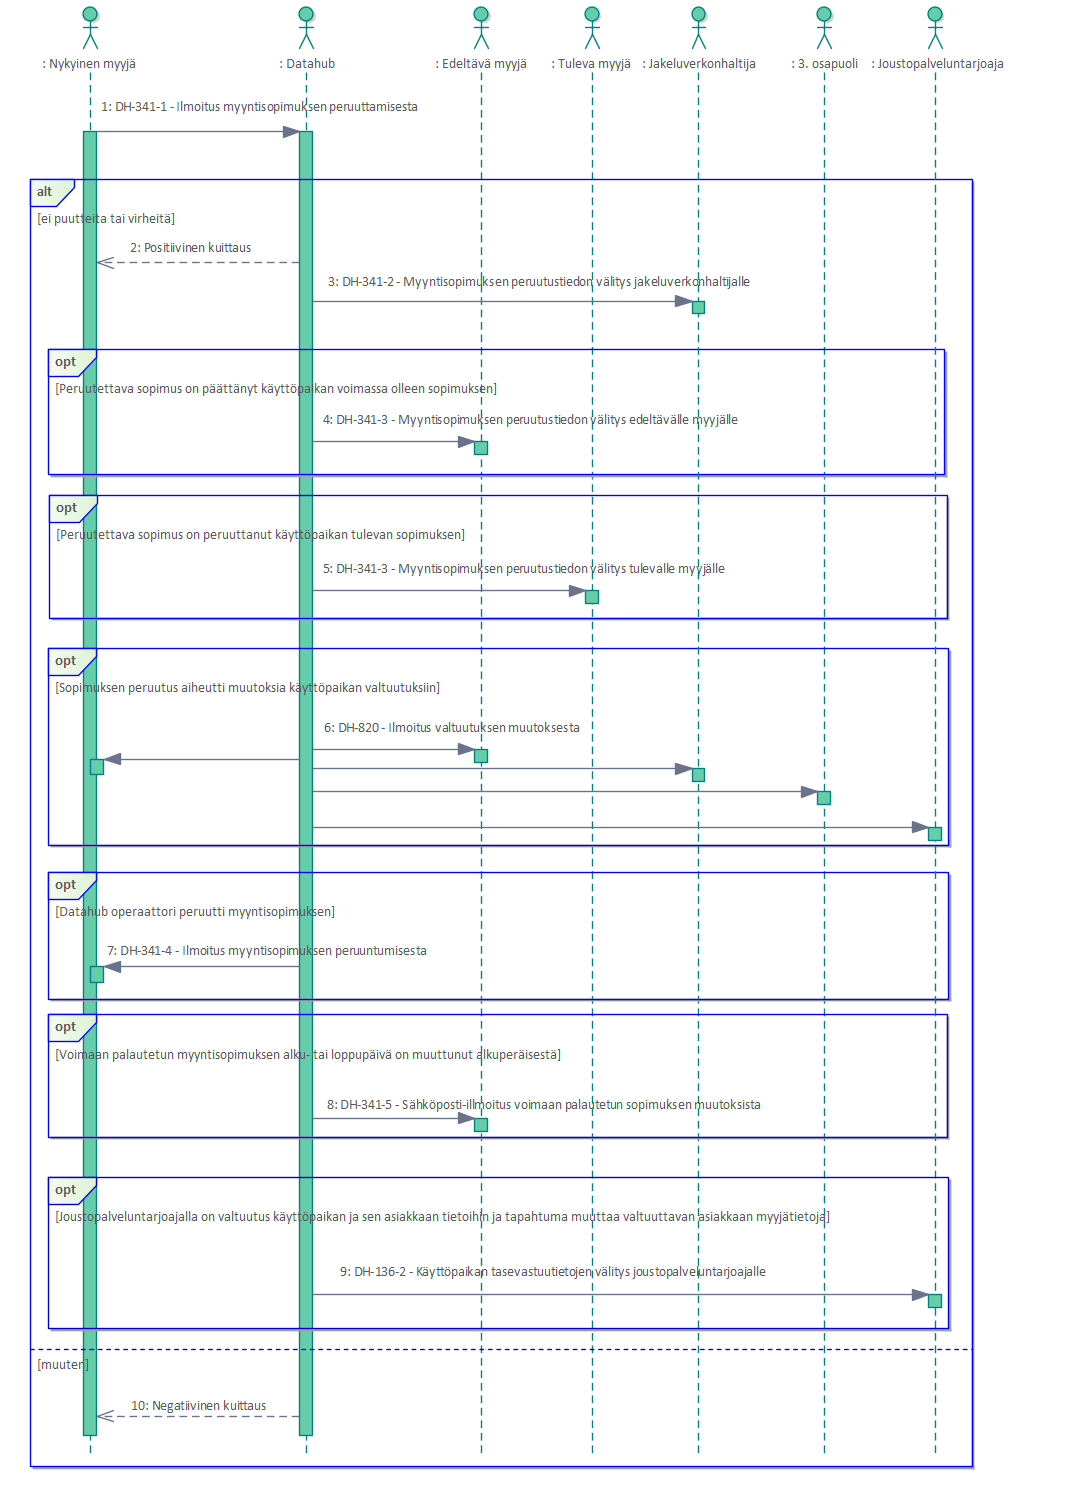 : Nykyinen myyjä
: Datahub
: Edeltävä myyjä
: Tuleva myyjä
: Jakeluverkonhaltija
: 3. osapuoli
: Joustopalveluntarjoaja
1: DH-341-1 - Ilmoitus myyntisopimuksen peruuttamisesta
alt
[ei puutteita tai virheitä]
2: Positiivinen kuittaus
3: DH-341-2 - Myyntisopimuksen peruutustiedon välitys jakeluverkonhaltijalle
opt
[Peruutettava sopimus on päättänyt käyttöpaikan voimassa olleen sopimuksen]
4: DH-341-3 - Myyntisopimuksen peruutustiedon välitys edeltävälle myyjälle
opt
[Peruutettava sopimus on peruuttanut käyttöpaikan tulevan sopimuksen]
5: DH-341-3 - Myyntisopimuksen peruutustiedon välitys tulevalle myyjälle
opt
[Sopimuksen peruutus aiheutti muutoksia käyttöpaikan valtuutuksiin]
6: DH-820 - Ilmoitus valtuutuksen muutoksesta
opt
[Datahub operaattori peruutti myyntisopimuksen]
7: DH-341-4 - Ilmoitus myyntisopimuksen peruuntumisesta
opt
[Voimaan palautetun myyntisopimuksen alku- tai loppupäivä on muuttunut alkuperäisestä]
8: DH-341-5 - Sähköposti-illmoitus voimaan palautetun sopimuksen muutoksista
opt
[Joustopalveluntarjoajalla on valtuutus käyttöpaikan ja sen asiakkaan tietoihin ja tapahtuma muuttaa valtuuttavan asiakkaan myyjätietoja]
9: DH-136-2 - Käyttöpaikan tasevastuutietojen välitys joustopalveluntarjoajalle
[muuten]
10: Negatiivinen kuittaus